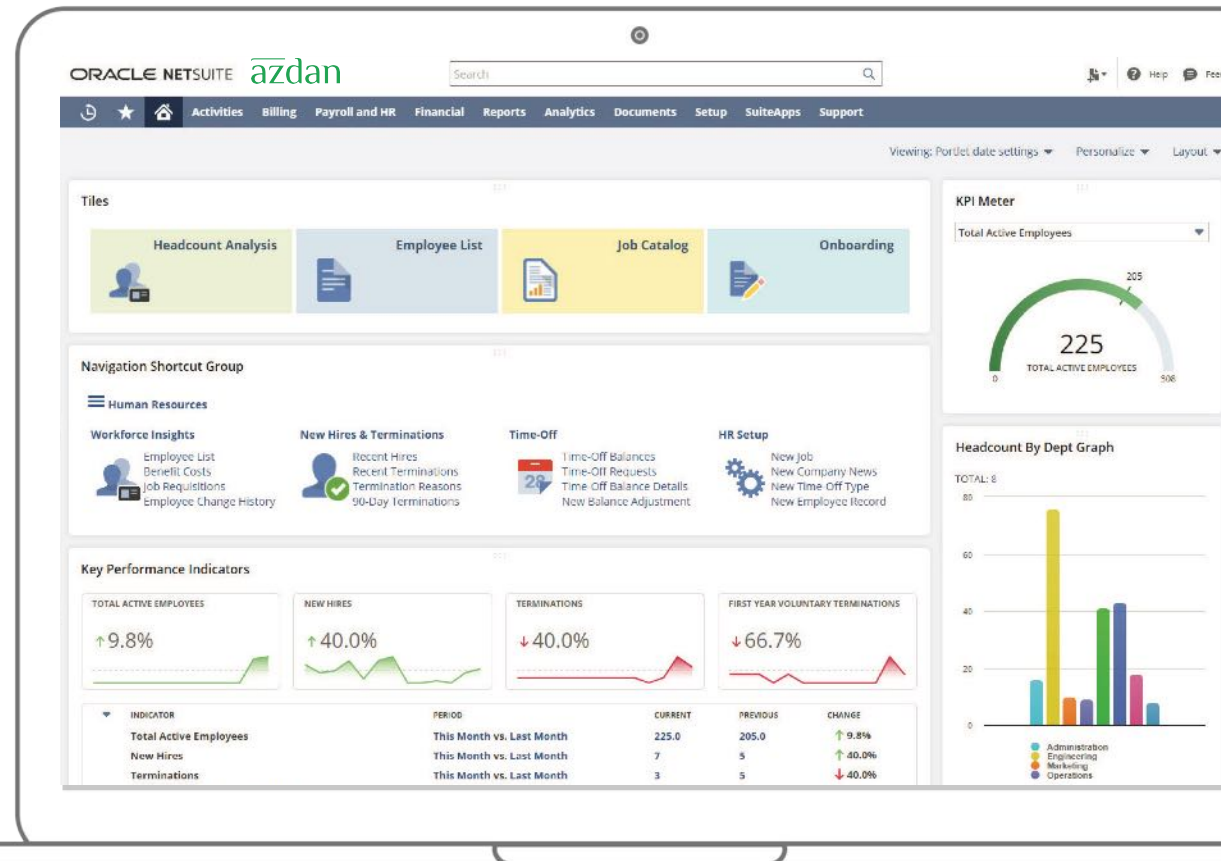 ORACLE NETSUITE azdan
Search
Help
Fee
Activities Billing Payroll and HR Financial Reports Analytics Documents Setup SuiteApps Support
Viewing: Portlet date settings Personalize Layout
Tiles
Headcount Analysis Employee List Job Catalog Onboarding
KPI Meter
Total Active Employees
205
225
TOTAL ACTIVE EMPLOYEES
0 508
Navigation Shortcut Group
Human Resources
Workforce Insights
Employee List
Benefit Costs
Job Requisitions
Employee Change History
New Hires & Terminations
Recent Hires
Recent Terminations
Termination Reasons
90-Day Terminations
Time-Off
28
Time-Off Balances
Time-Off Requests
Time-Off Balance Details
New Balance Adjustment
HR Setup
New Job
New Company News
New Time-Off Type
New Employee Record
Headcount By Dept Graph
TOTAL: 8
80
60
40
20
0
Administration
Engineering
Marketing
Operations
Key Performance Indicators
TOTAL ACTIVE EMPLOYEES
↑9.8%
NEW HIRES
↑40.0%
TERMINATIONS
↓40.0%
FIRST YEAR VOLUNTARY TERMINATIONS
↓66.7%
INDICATOR PERIOD CURRENT PREVIOUS CHANGE
Total Active Employees This Month vs. Last Month 225.0 205.0 ↑ 9.8%
New Hires This Month vs. Last Month 7 5 ↑ 40.0%
Terminations This Month vs. Last Month 3 5 ↓ 40.0%